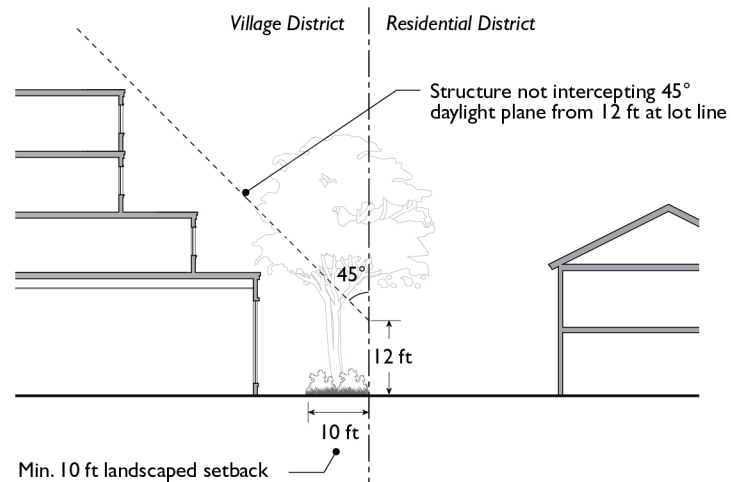 Village District
Residential District
Structure not intercepting 45°
daylight plane from 12 ft at lot line
45°
12 ft
10 ft
Min. 10 ft landscaped setback